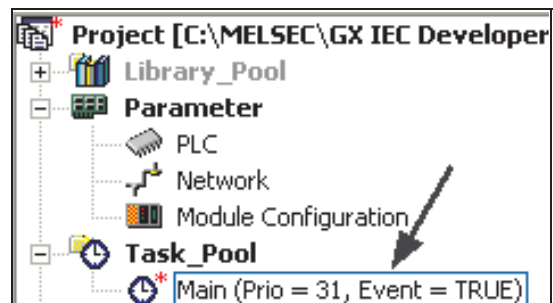 Project [C:\MELSEC\GX IEC Developer
Library_Pool
Parameter
PLC
Network
Module Configuration
Task_Pool
Main (Prio = 31, Event = TRUE)